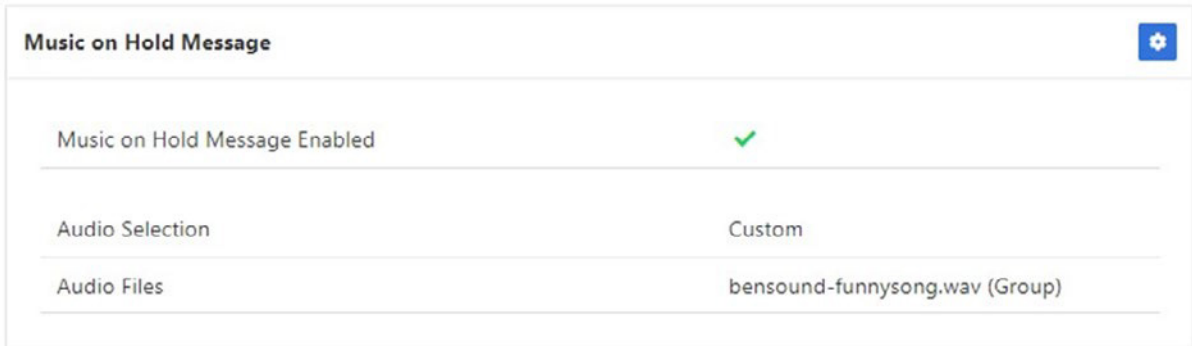 Music on Hold Message
Music on Hold Message Enabled
Audio Selection Custom
Audio Files bensound-funnysong.wav (Group)